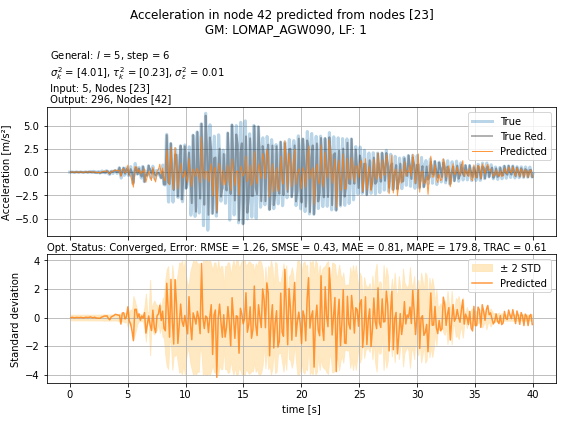 Acceleration in node 42 predicted from nodes [23]
GM: LOMAP_AGW090, LF: 1
General: l = 5, step = 6
σ²ₖ = [4.01], τ²ₖ = [0.23], σ²ε = 0.01
Input: 5, Nodes [23]
Output: 296, Nodes [42]
True
True Red.
Predicted
Acceleration [m/s²]
5.0
2.5
0.0
−2.5
−5.0
Opt. Status: Converged, Error: RMSE = 1.26, SMSE = 0.43, MAE = 0.81, MAPE = 179.8, TRAC = 0.61
± 2 STD
Predicted
Standard deviation
4
2
0
−2
−4
0 5 10 15 20 25 30 35 40
time [s]